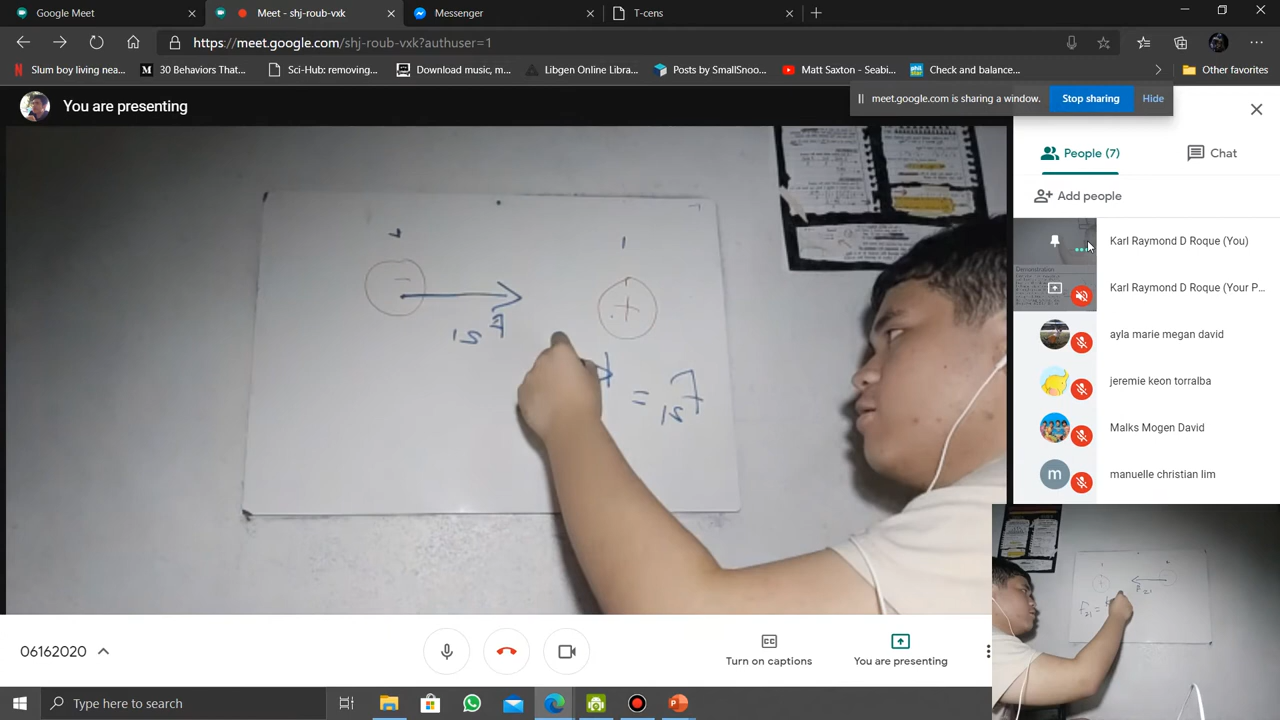 Google Meet
Meet - shj-roub-vxk
Messenger
T-cens
https://meet.google.com/shj-roub-vxk?authuser=1
Slum boy living nea...
30 Behaviors That...
Sci-Hub: removing...
Download music, m...
Libgen Online Libra...
Posts by SmallSnoo...
Matt Saxton - Seabi...
Check and balance...
Other favorites
You are presenting
meet.google.com is sharing a window.
Stop sharing
Hide
People (7)
Chat
Add people
Karl Raymond D Roque (You)
Karl Raymond D Roque (Your P...
ayla marie megan david
jeremie keon torralba
Malks Mogen David
manuelle christian lim
Demonstration
2 1
- +
F 21
F 21 =
06162020
Turn on captions
You are presenting
Type here to search